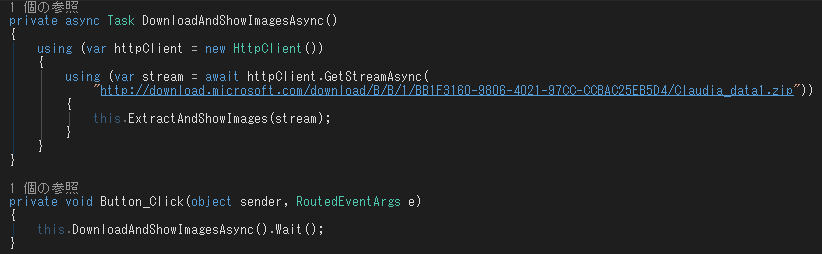 1 個の参照
private async Task DownloadAndShowImagesAsync()
{
using (var httpClient = new HttpClient())
{
using (var stream = await httpClient.GetStreamAsync(
"http://download.microsoft.com/download/B/B/1/BB1F3160-9806-4021-97CC-CCBAC25EB5D4/Claudia_data1.zip"))
{
this.ExtractAndShowImages(stream);
}
}
}
1 個の参照
private void Button_Click(object sender, RoutedEventArgs e)
{
this.DownloadAndShowImagesAsync().Wait();
}